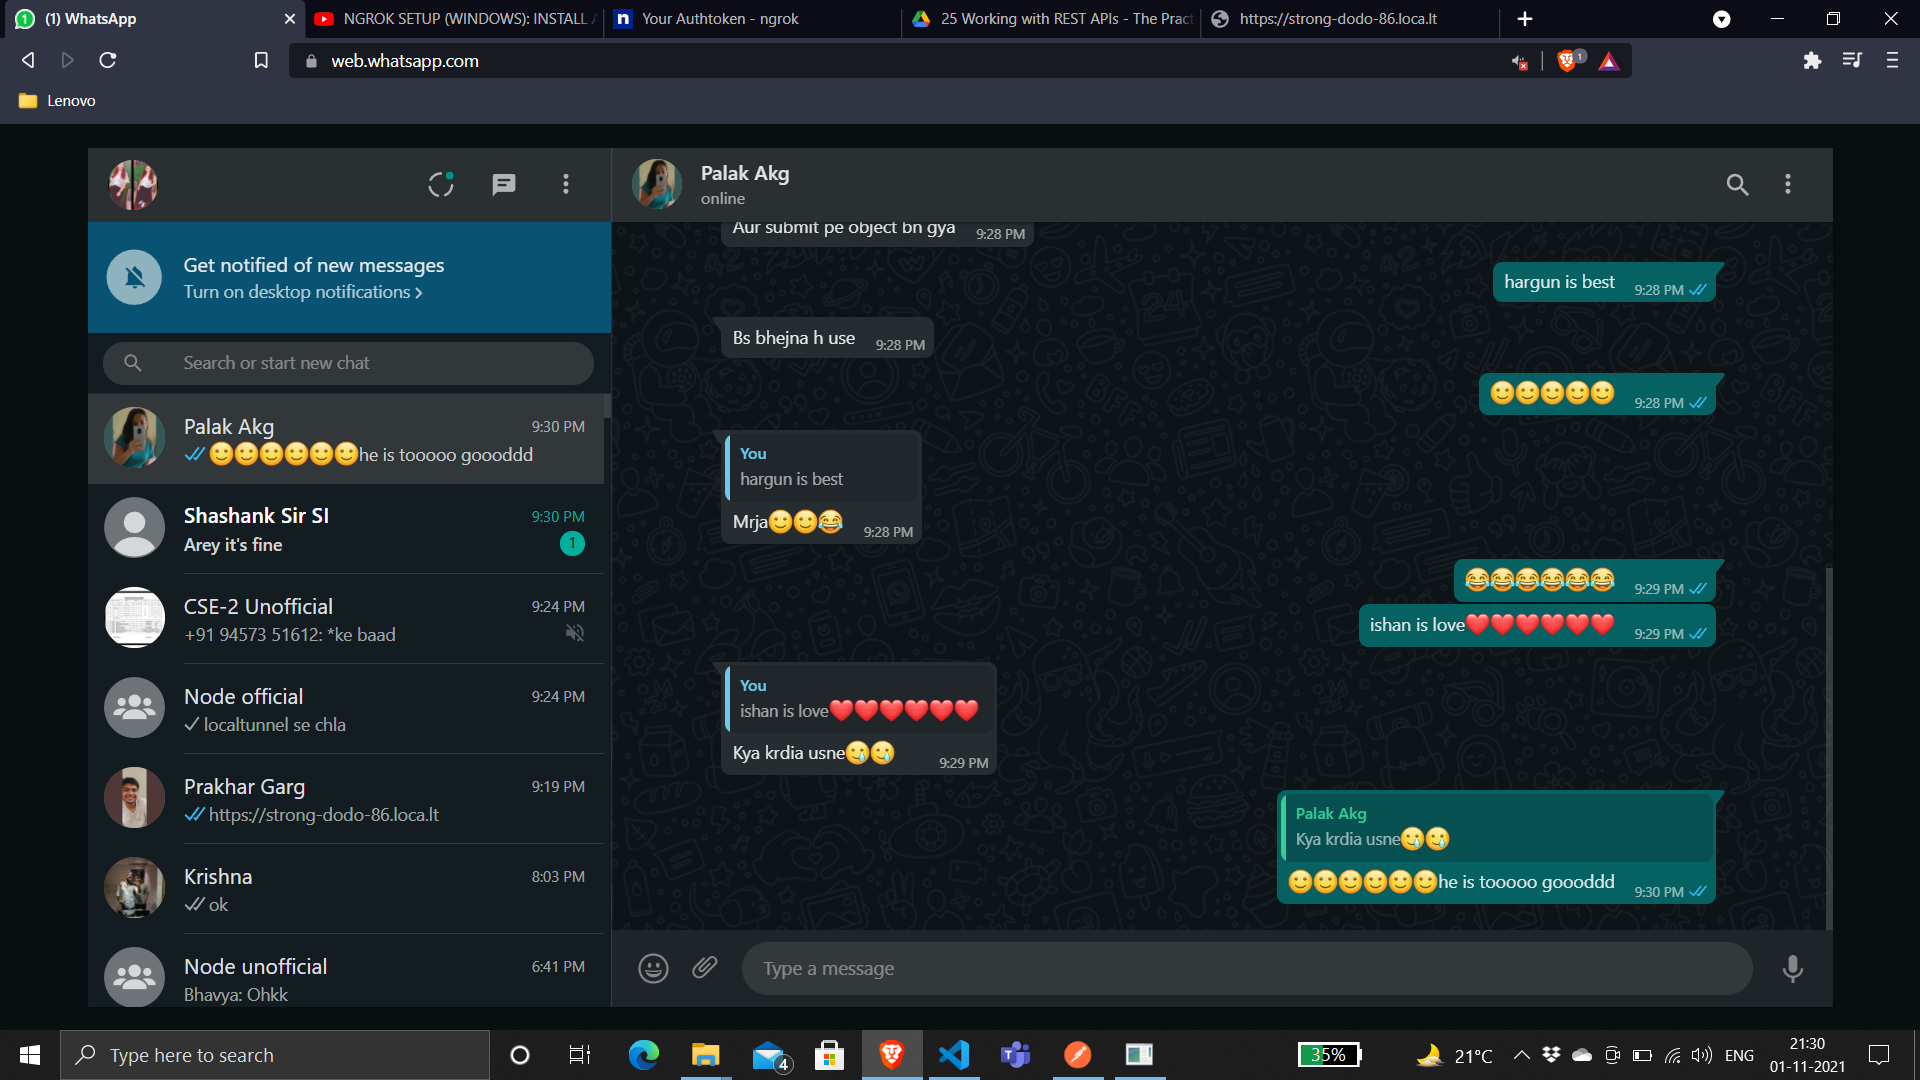 (1) WhatsApp
NGROK SETUP (WINDOWS): INSTALL
Your Authtoken - ngrok
25 Working with REST APIs - The Pract
https://strong-dodo-86.loca.lt
web.whatsapp.com
1
Lenovo
Palak Akg
online
Get notified of new messages
Turn on desktop notifications >
Search or start new chat
Palak Akg 9:30 PM
🙂🙂🙂🙂🙂🙂he is tooooo goooddd
Shashank Sir SI 9:30 PM
Arey it's fine 1
CSE-2 Unofficial 9:24 PM
+91 94573 51612: *ke baad
Node official 9:24 PM
localtunnel se chla
Prakhar Garg 9:19 PM
https://strong-dodo-86.loca.lt
Krishna 8:03 PM
ok
Node unofficial 6:41 PM
Bhavya: Ohkk
Aur submit pe object bn gya 9:28 PM
hargun is best 9:28 PM
Bs bhejna h use 9:28 PM
🙂🙂🙂🙂🙂 9:28 PM
You
hargun is best
Mrja🙂🙂😂 9:28 PM
😂😂😂😂😂😂 9:29 PM
ishan is love❤❤❤❤❤❤ 9:29 PM
You
ishan is love❤❤❤❤❤❤
Kya krdia usne🥲🥲 9:29 PM
Palak Akg
Kya krdia usne🥲🥲
🙂🙂🙂🙂🙂🙂he is tooooo goooddd 9:30 PM
Type a message
Type here to search
4
35%
21°C
ENG
21:30
01-11-2021